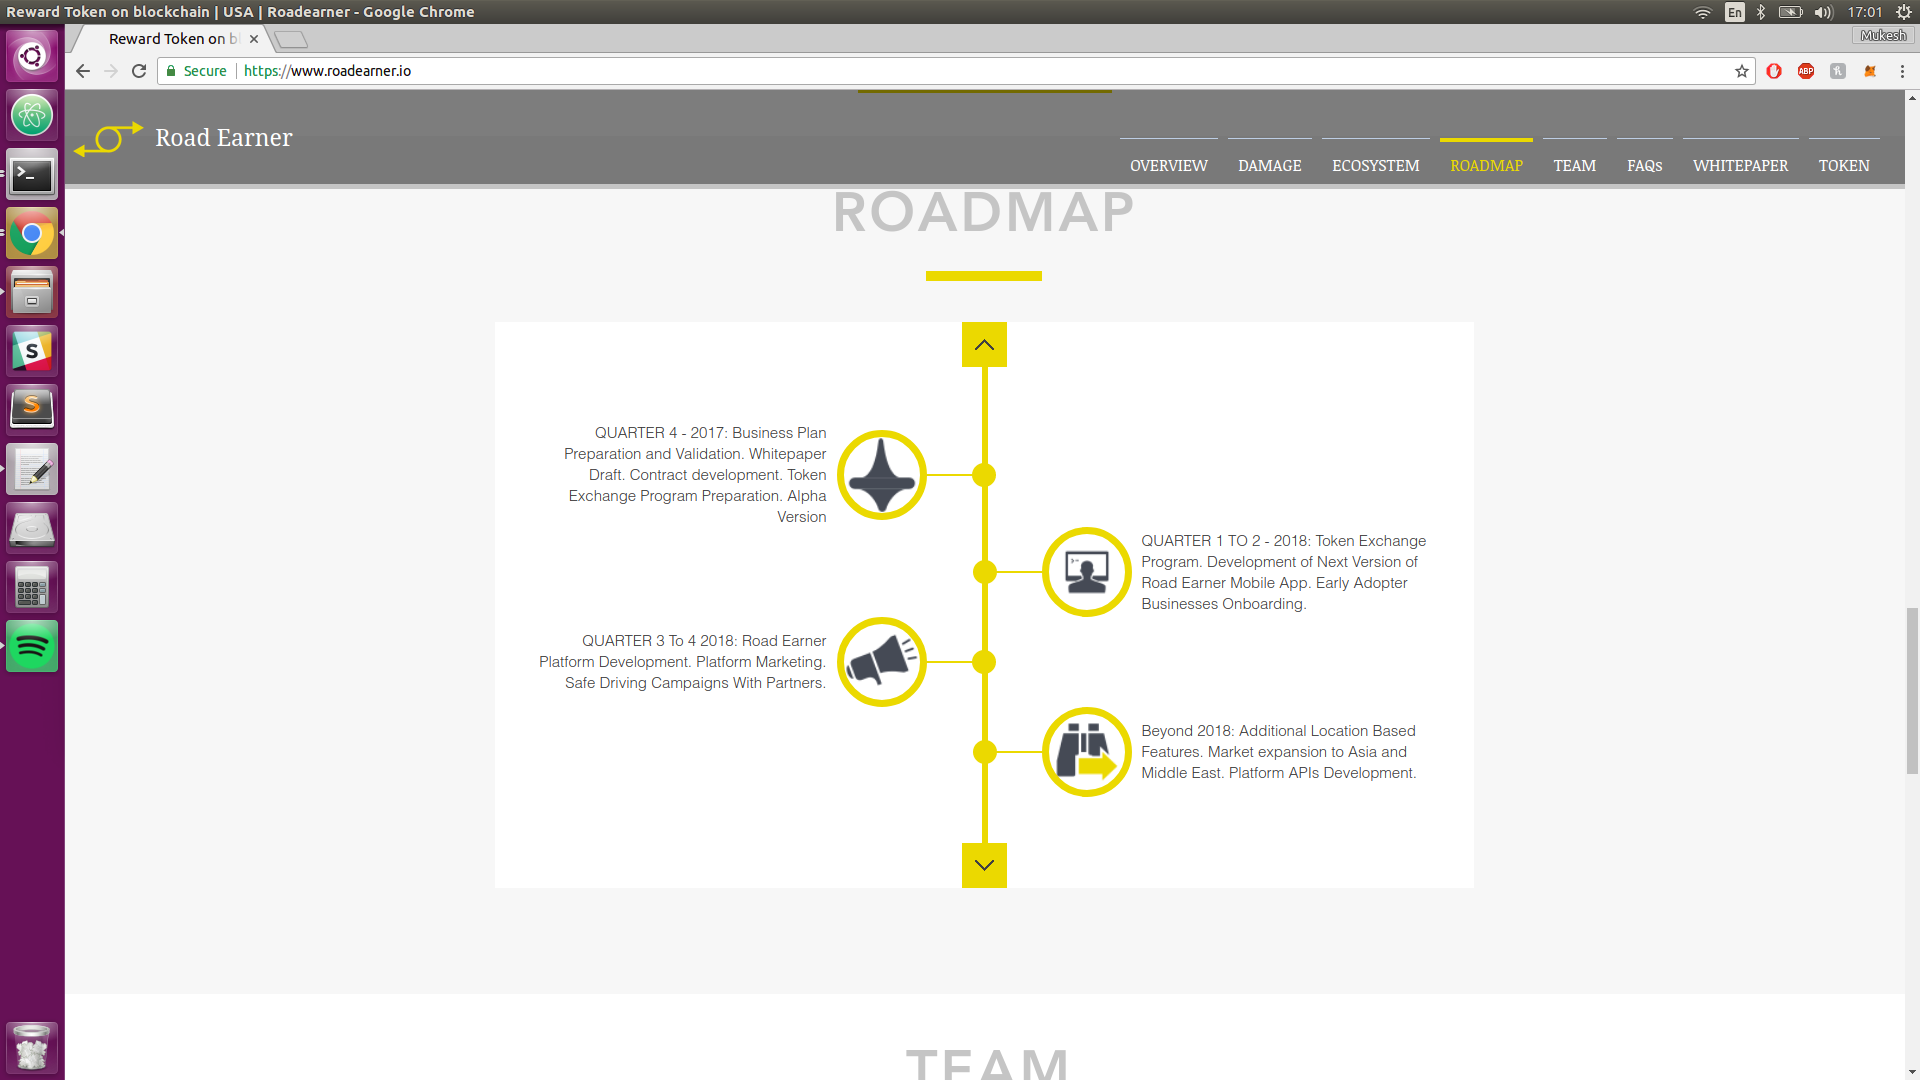 Reward Token on blockchain | USA | Roadearner - Google Chrome
En
17:01
Reward Token on b
Mukesh
Secure
https://www.roadearner.io
ABP
Road Earner
OVERVIEW
DAMAGE
ECOSYSTEM
ROADMAP
TEAM
FAQs
WHITEPAPER
TOKEN
ROADMAP
QUARTER 4 - 2017: Business Plan
Preparation and Validation. Whitepaper
Draft. Contract development. Token
Exchange Program Preparation. Alpha
Version
QUARTER 1 TO 2 - 2018: Token Exchange
Program. Development of Next Version of
Road Earner Mobile App. Early Adopter
Businesses Onboarding.
QUARTER 3 To 4 2018: Road Earner
Platform Development. Platform Marketing.
Safe Driving Campaigns With Partners.
Beyond 2018: Additional Location Based
Features. Market expansion to Asia and
Middle East. Platform APIs Development.
TEAM